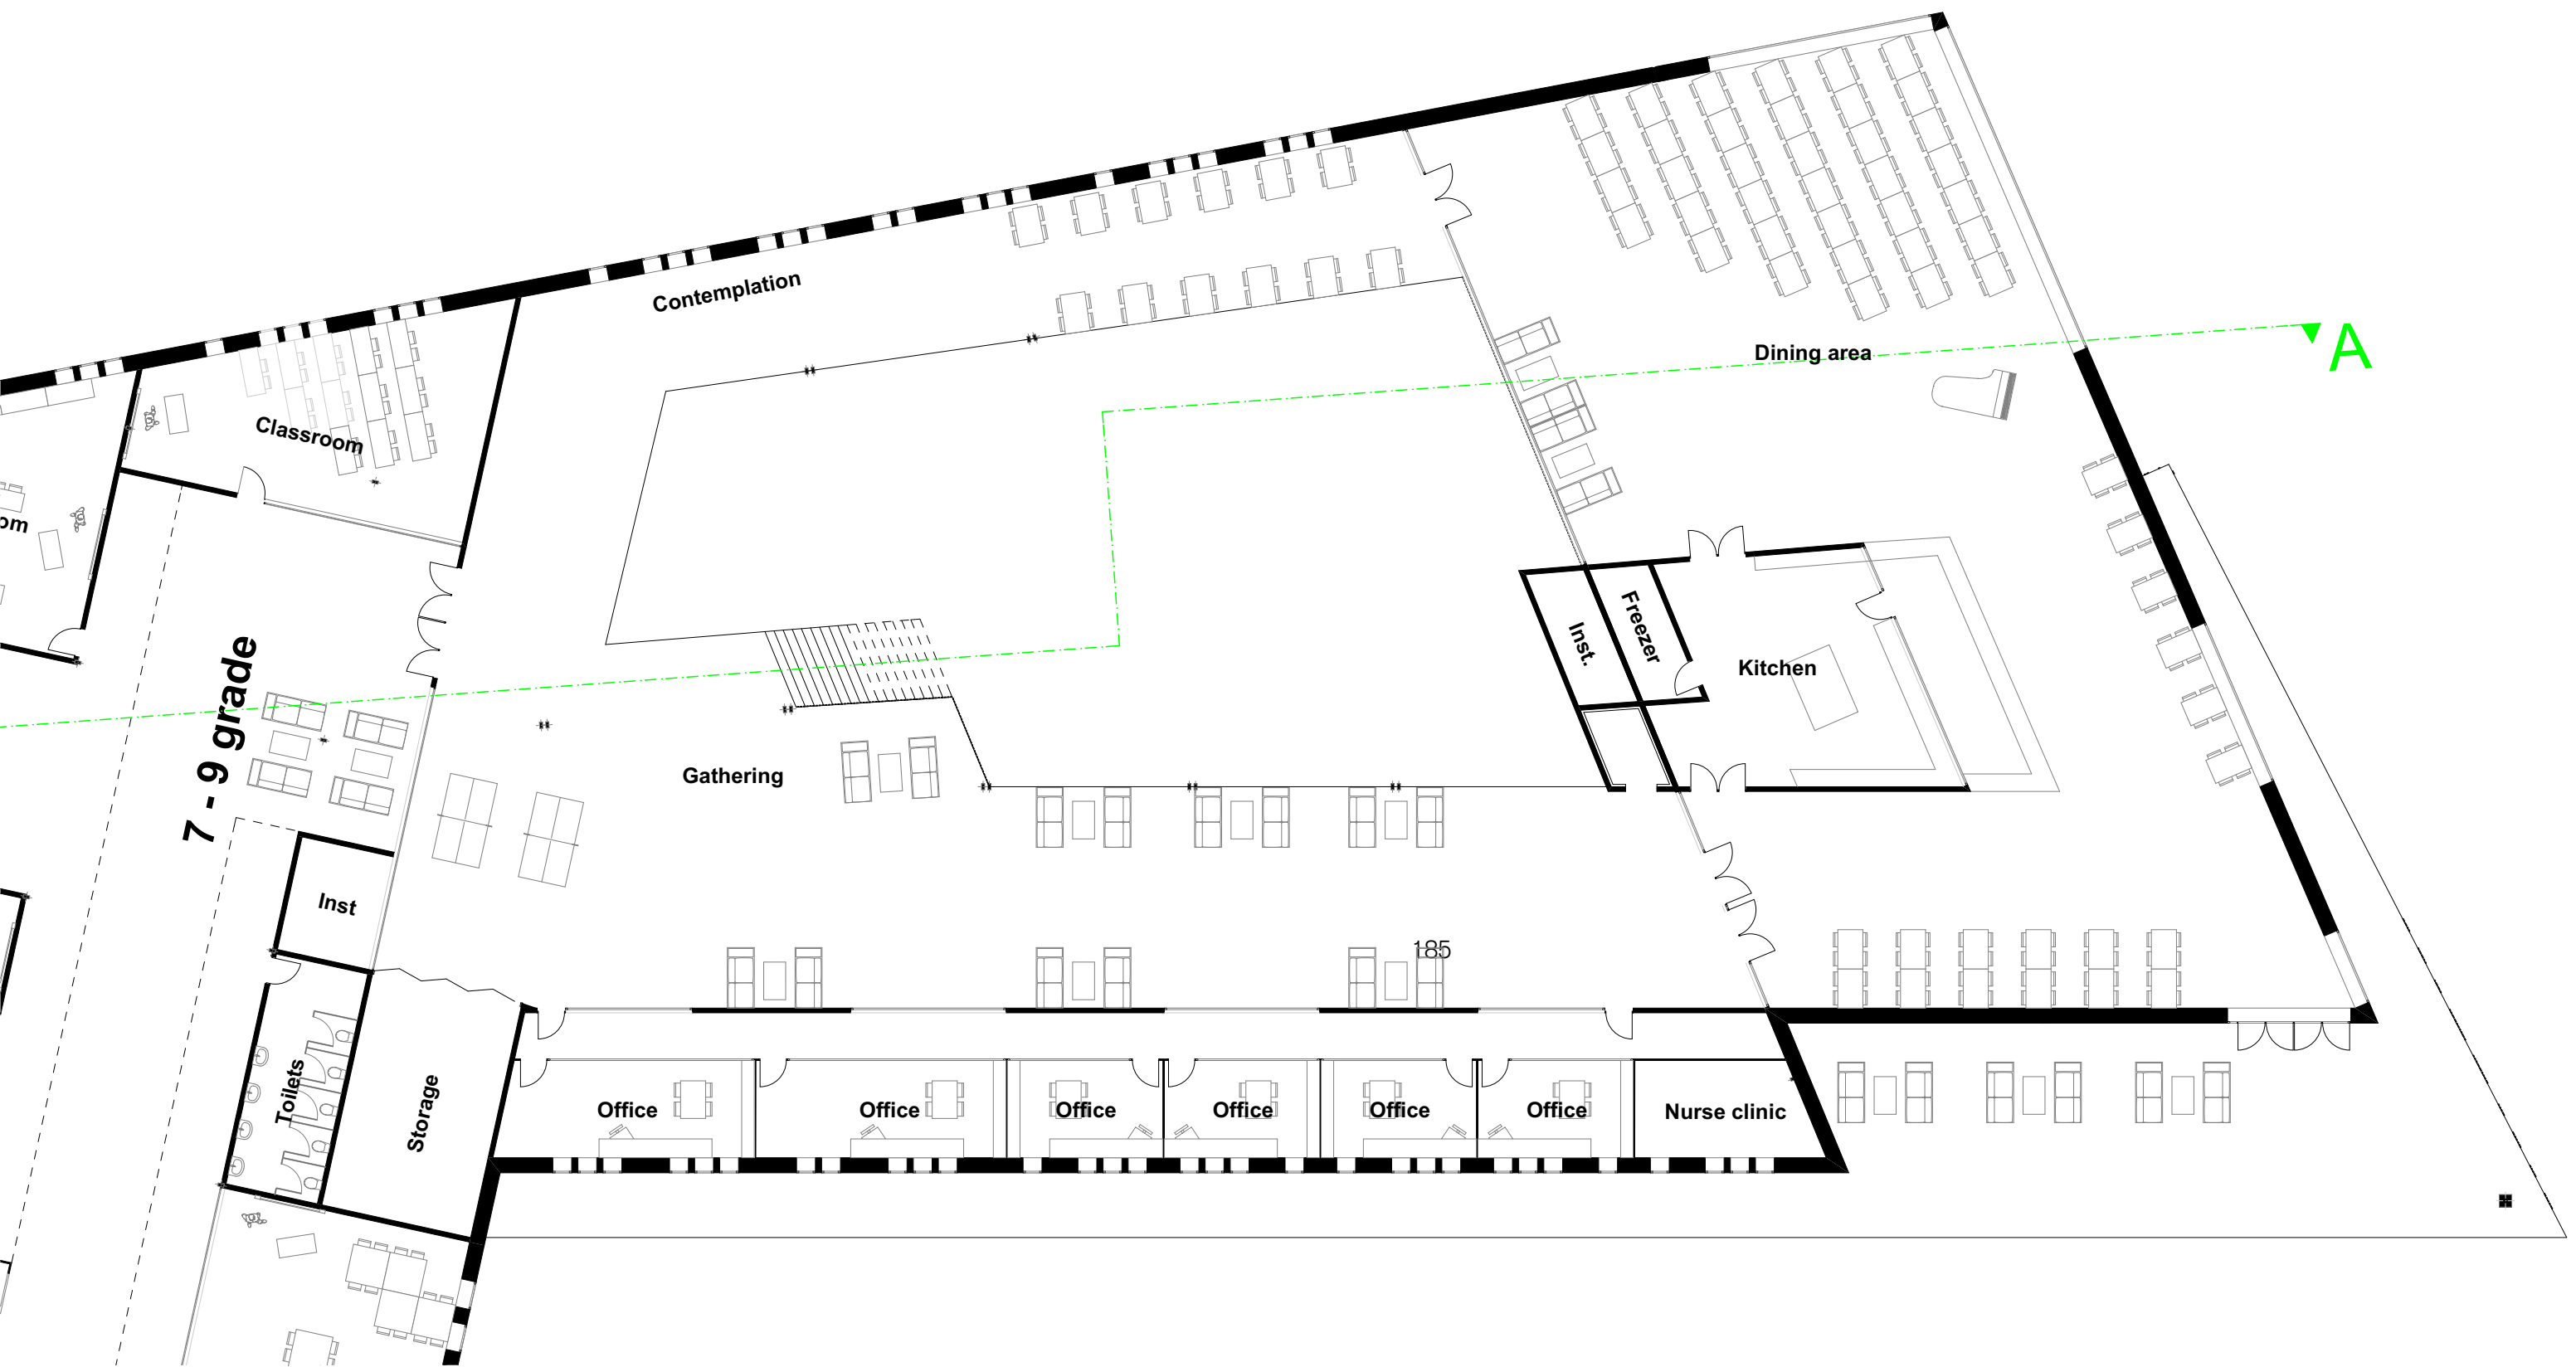 Contemplation
A
Dining area
Classroom
om
Freezer
Inst.
Kitchen
7 - 9 grade
Gathering
Inst
185
Toilets
Storage
Office
Office
Office
Office
Office
Office
Nurse clinic